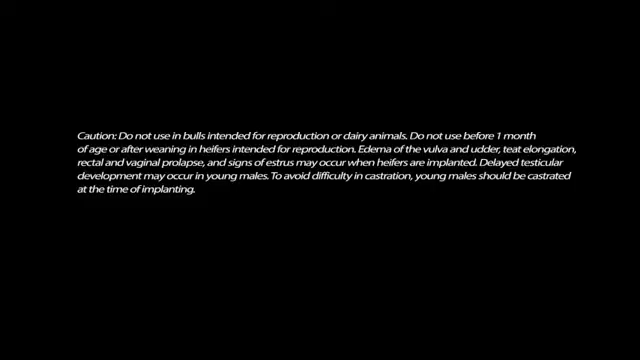 Caution: Do not use in bulls intended for reproduction or dairy animals. Do not use before 1 month
of age or after weaning in heifers intended for reproduction. Edema of the vulva and udder, teat elongation,
rectal and vaginal prolapse, and signs of estrus may occur when heifers are implanted. Delayed testicular
development may occur in young males. To avoid difficulty in castration, young males should be castrated
at the time of implanting.